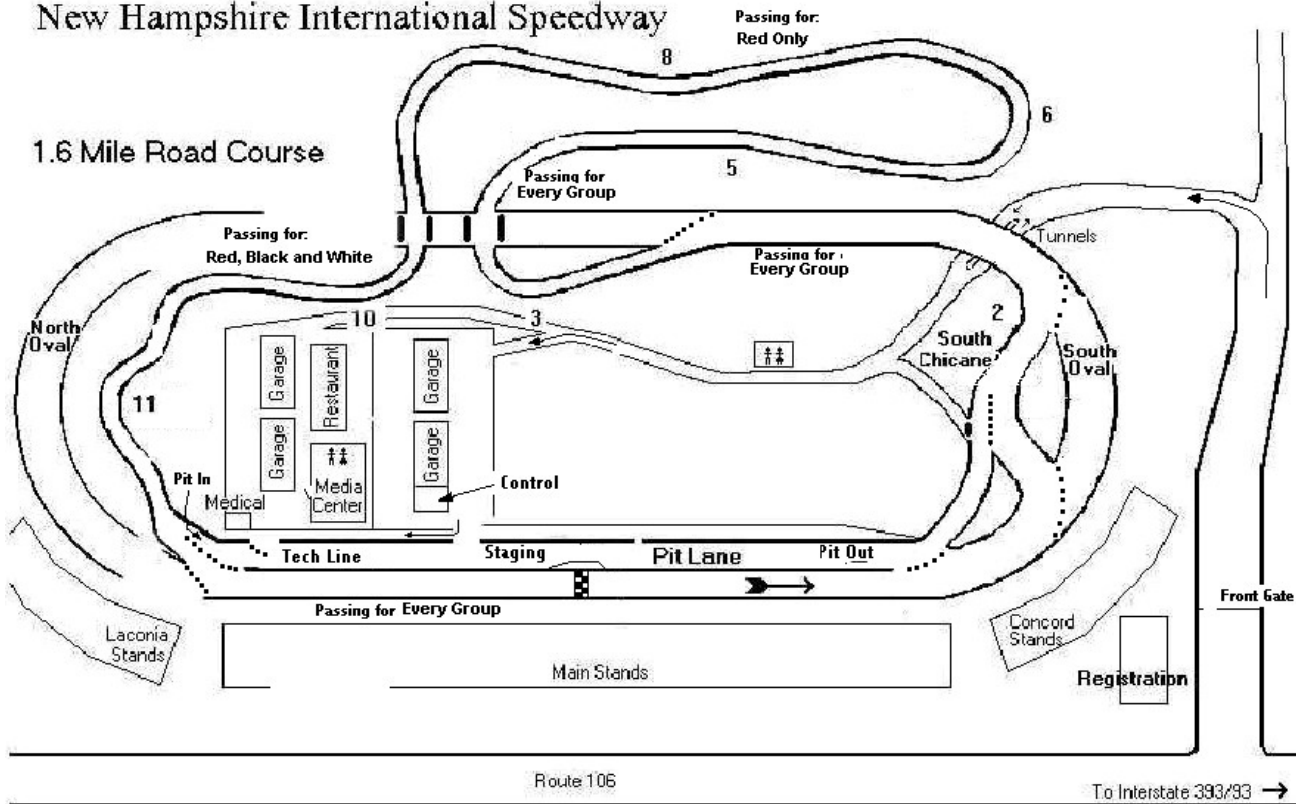 New Hampshire International Speedway
Passing for:
Red Only
8
6
1.6 Mile Road Course
5
Passing for
Every Group
Passing for:
Red, Black and White
Tunnels
Passing for
Every Group
10
3
2
North
Oval
South
Chicane
South
Oval
Garage
Restaurant
Garage
11
Garage
Garage
Pit In
Media
Center
Medical
Control
Tech Line
Staging
Pit Lane
Pit Out
Passing for Every Group
Front Gate
Laconia
Stands
Concord
Stands
Main Stands
Registration
Route 106
To Interstate 393/93